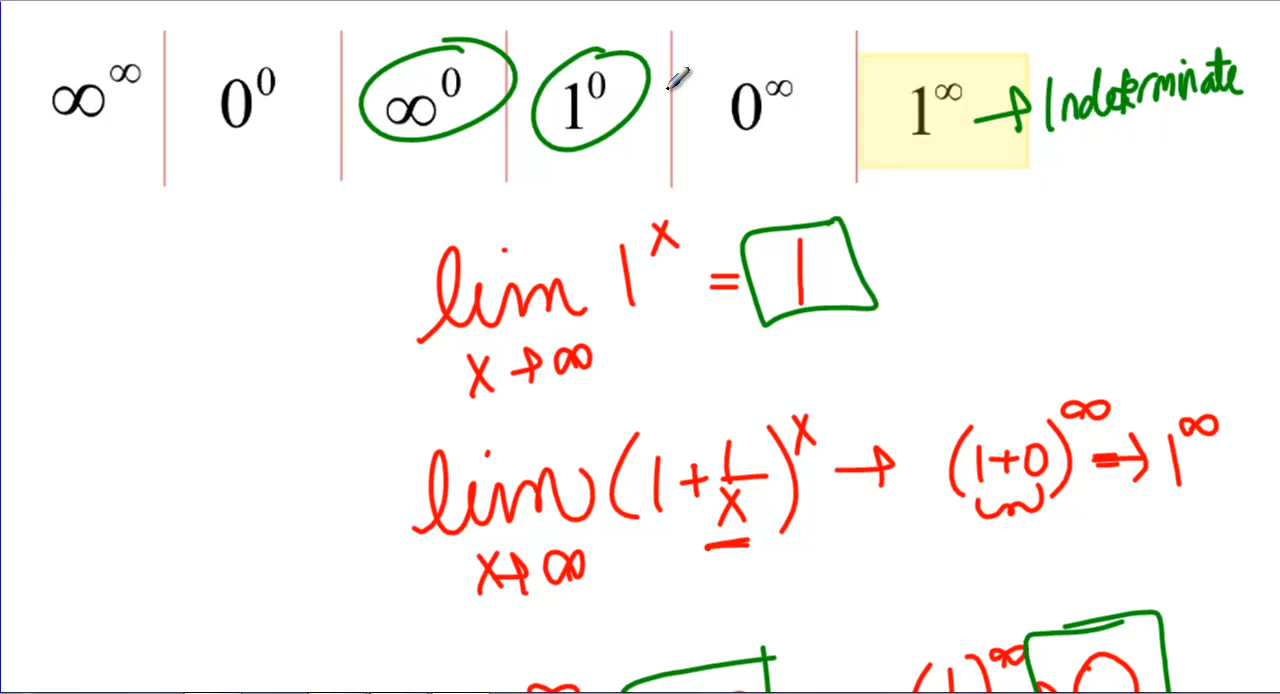 ∞^∞ 0^0 ∞^0 1^0 0^∞ 1^∞ → Indeterminate
lim x→∞ 1^x = 1
lim x→∞ (1+1/x)^x → (1+0)^∞ ⇒ 1^∞